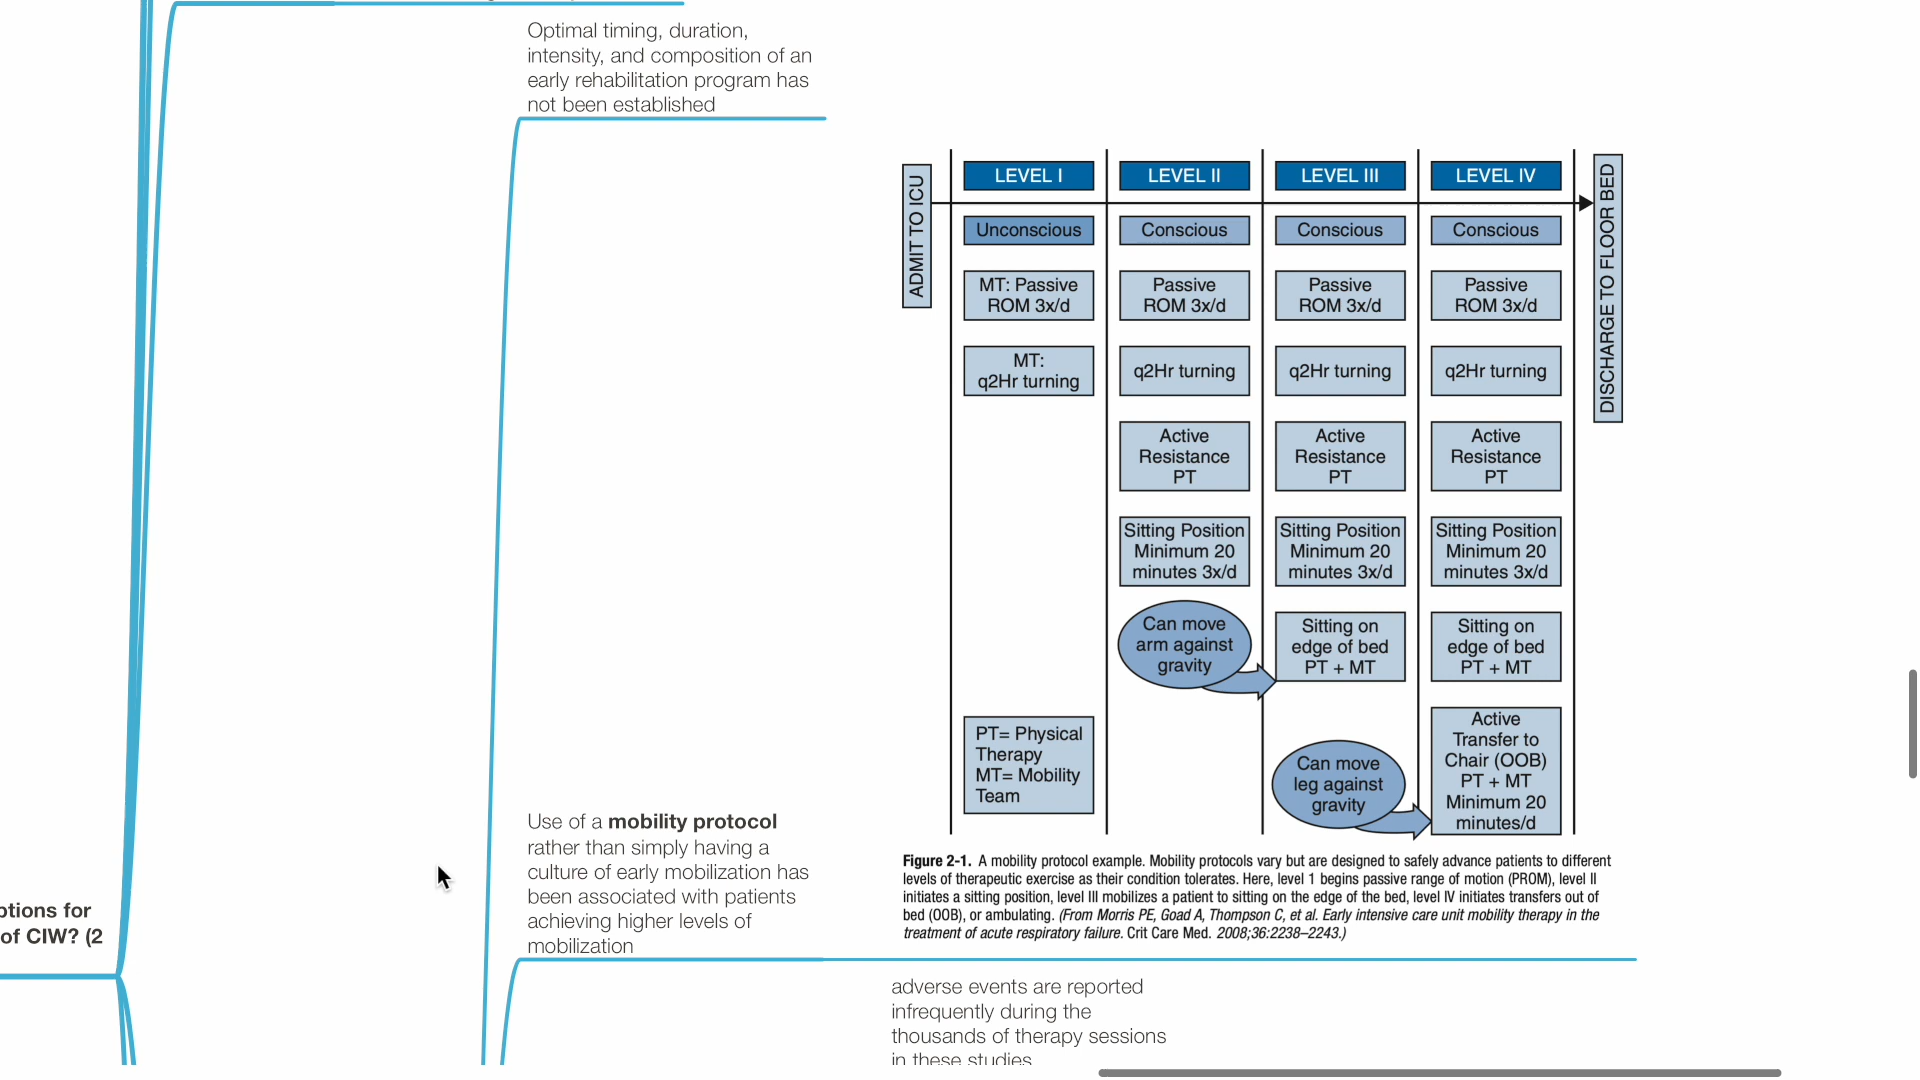 Optimal timing, duration,
intensity, and composition of an
early rehabilitation program has
not been established
ADMIT TO ICU
LEVEL I
LEVEL II
LEVEL III
LEVEL IV
DISCHARGE TO FLOOR BED
Unconscious
Conscious
Conscious
Conscious
MT: Passive
ROM 3x/d
Passive
ROM 3x/d
Passive
ROM 3x/d
Passive
ROM 3x/d
MT:
q2Hr turning
q2Hr turning
q2Hr turning
q2Hr turning
Active
Resistance
PT
Active
Resistance
PT
Active
Resistance
PT
Sitting Position
Minimum 20
minutes 3x/d
Sitting Position
Minimum 20
minutes 3x/d
Sitting Position
Minimum 20
minutes 3x/d
Can move
arm against
gravity
Sitting on
edge of bed
PT + MT
Sitting on
edge of bed
PT + MT
PT= Physical
Therapy
MT= Mobility
Team
Can move
leg against
gravity
Active
Transfer to
Chair (OOB)
PT + MT
Minimum 20
minutes/d
Use of a mobility protocol
rather than simply having a
culture of early mobilization has
been associated with patients
achieving higher levels of
mobilization
Figure 2-1. A mobility protocol example. Mobility protocols vary but are designed to safely advance patients to different
levels of therapeutic exercise as their condition tolerates. Here, level 1 begins passive range of motion (PROM), level II
initiates a sitting position, level III mobilizes a patient to sitting on the edge of the bed, level IV initiates transfers out of
bed (OOB), or ambulating. (From Morris PE, Goad A, Thompson C, et al. Early intensive care unit mobility therapy in the
treatment of acute respiratory failure. Crit Care Med. 2008;36:2238–2243.)
ptions for
of CIW? (2
adverse events are reported
infrequently during the
thousands of therapy sessions
in these studies